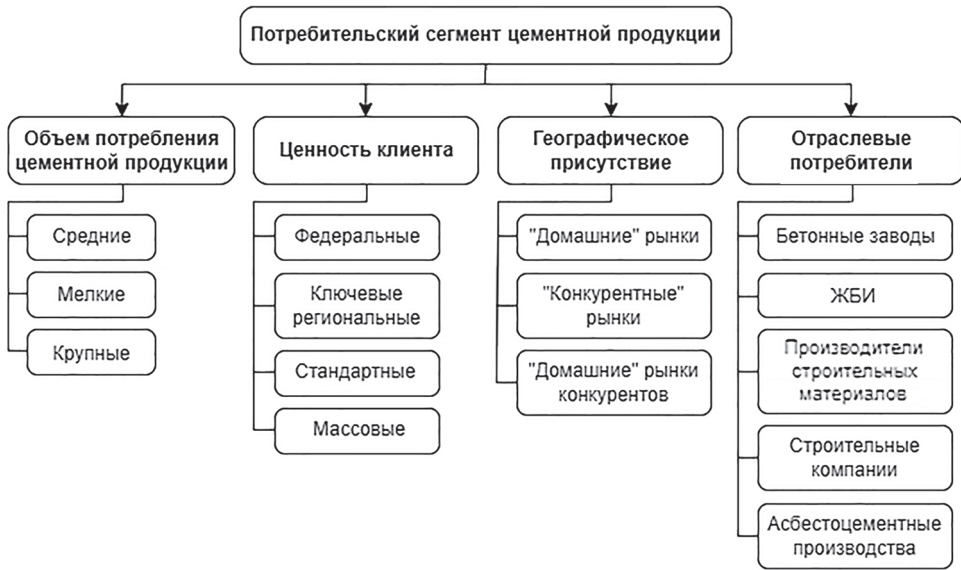 Потребительский сегмент цементной продукции
Объем потребления
цементной продукции
Средние
Мелкие
Крупные
Ценность клиента
Федеральные
Ключевые
региональные
Стандартные
Массовые
Географическое
присутствие
"Домашние" рынки
"Конкурентные"
рынки
"Домашние" рынки
конкурентов
Отраслевые
потребители
Бетонные заводы
ЖБИ
Производители
строительных
материалов
Строительные
компании
Асбестоцементные
производства